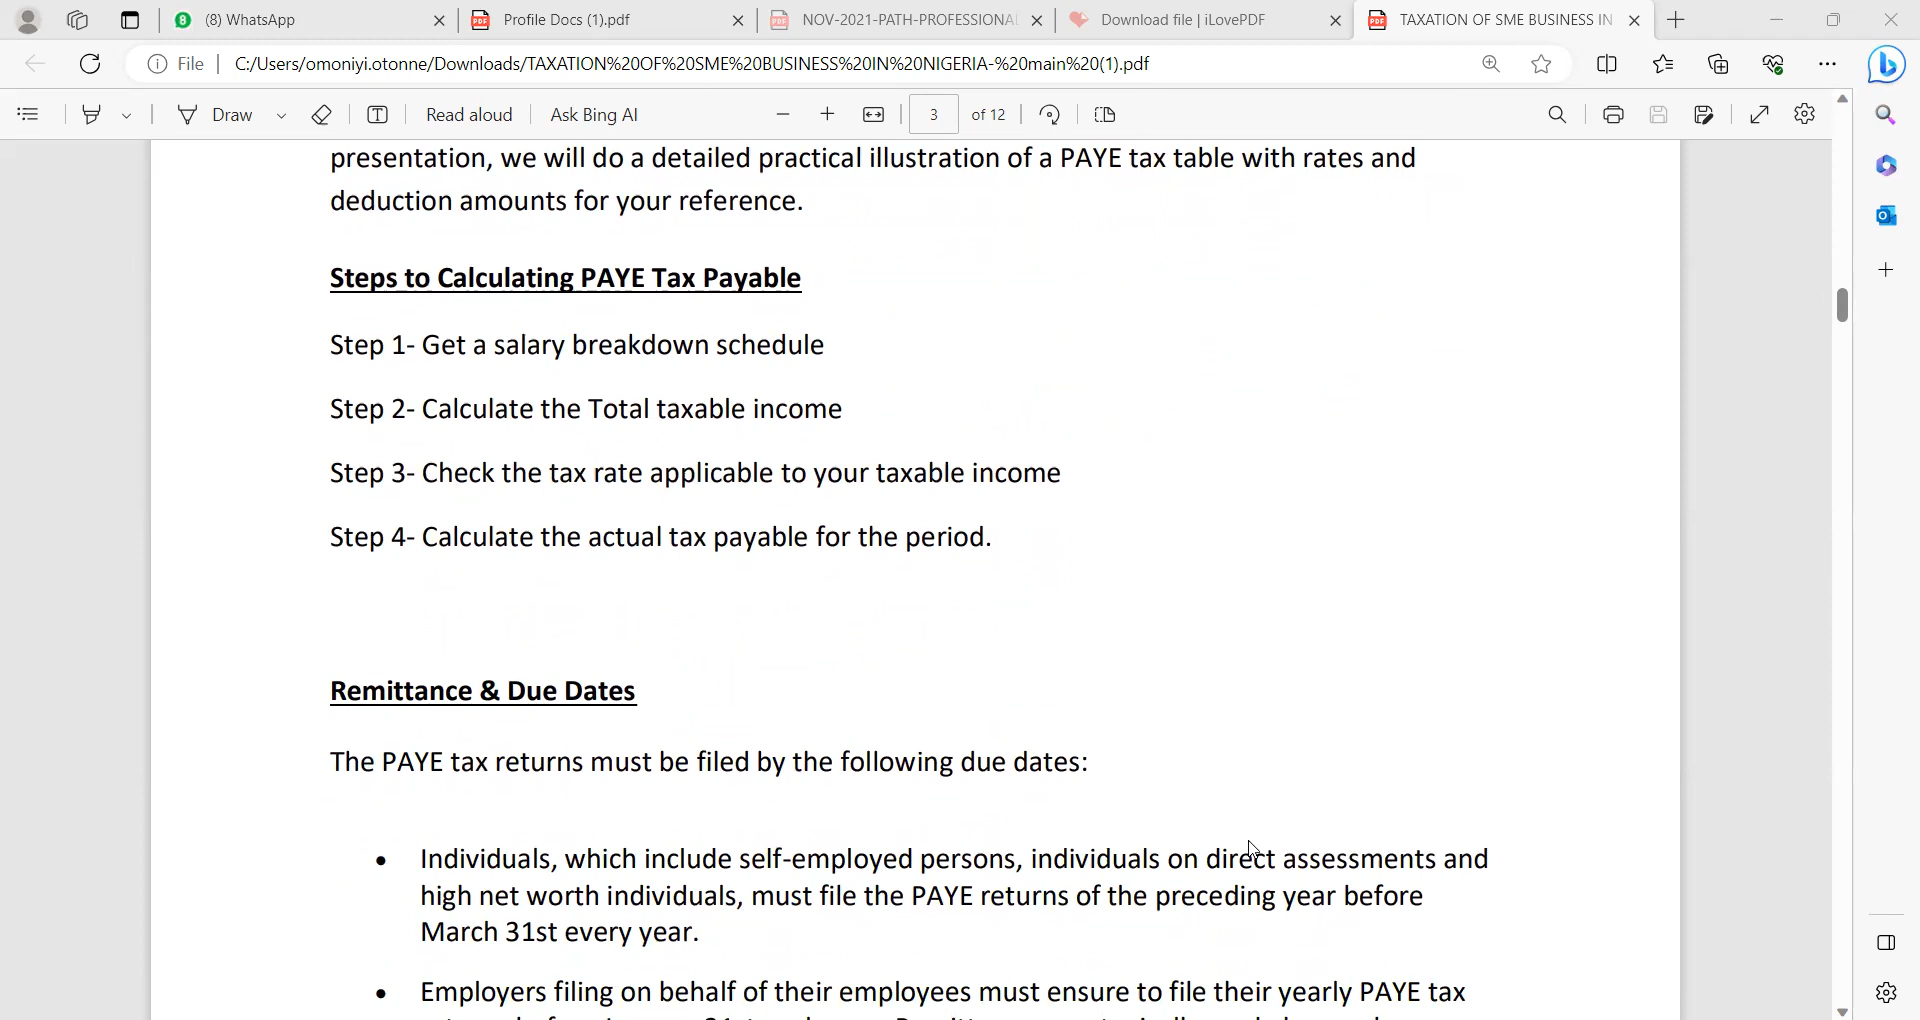 (8) WhatsApp
Profile Docs (1).pdf
NOV-2021-PATH-PROFESSIONAL
Download file | iLovePDF
TAXATION OF SME BUSINESS IN
File
C:/Users/omoniyi.otonne/Downloads/TAXATION%20OF%20SME%20BUSINESS%20IN%20NIGERIA-%20main%20(1).pdf
Draw
Read aloud
Ask Bing AI
3 of 12
presentation, we will do a detailed practical illustration of a PAYE tax table with rates and
deduction amounts for your reference.
Steps to Calculating PAYE Tax Payable
Step 1- Get a salary breakdown schedule
Step 2- Calculate the Total taxable income
Step 3- Check the tax rate applicable to your taxable income
Step 4- Calculate the actual tax payable for the period.
Remittance & Due Dates
The PAYE tax returns must be filed by the following due dates:
• Individuals, which include self-employed persons, individuals on direct assessments and
high net worth individuals, must file the PAYE returns of the preceding year before
March 31st every year.
• Employers filing on behalf of their employees must ensure to file their yearly PAYE tax